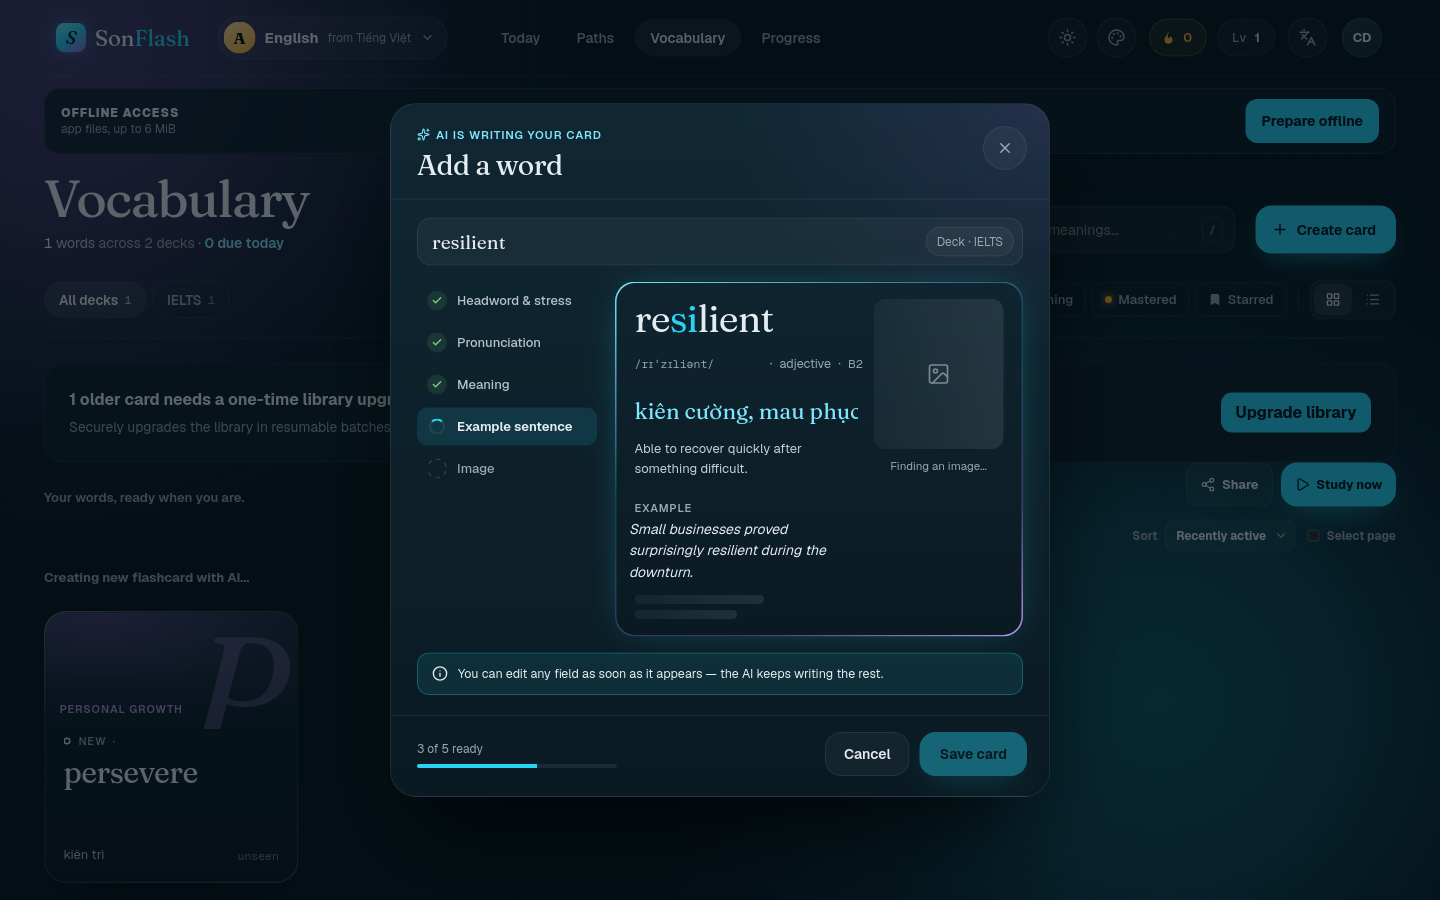 S SonFlash
A English from Tiếng Việt
Today Paths Vocabulary Progress
0
Lv 1
CD
OFFLINE ACCESS
app files, up to 6 MiB
Prepare offline
Vocabulary
1 words across 2 decks · 0 due today
meanings... /
Create card
All decks 1
IELTS 1
Mastered
Starred
1 older card needs a one-time library
Securely upgrades the library in resumable batches
Upgrade library
Your words, ready when you are.
Share
Study now
Sort Recently active
Select page
Creating new flashcard with AI...
p
PERSONAL GROWTH
NEW ·
persevere
kiên trì
unseen
AI IS WRITING YOUR CARD
Add a word
resilient
Deck · IELTS
Headword & stress
Pronunciation
Meaning
Example sentence
Image
resilient
/rɪˈzɪliənt/ · adjective · B2
kiên cường, mau phục
Able to recover quickly after
something difficult.
Finding an image...
EXAMPLE
Small businesses proved
surprisingly resilient during the
downturn.
You can edit any field as soon as it appears — the AI keeps writing the rest.
3 of 5 ready
Cancel
Save card